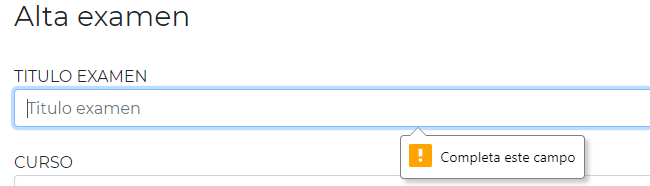 Alta examen
TITULO EXAMEN
Titulo examen
Completa este campo
CURSO